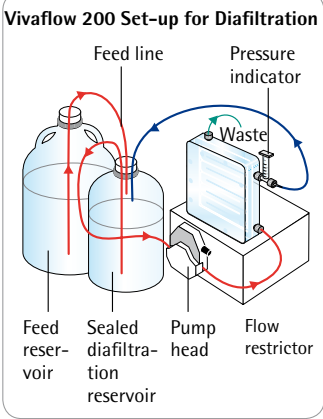 Vivaflow 200 Set-up for Diafiltration
Feed line
Pressure
indicator
Waste
Feed
reser-
voir
Sealed
diafiltra-
tion
reservoir
Pump
head
Flow
restrictor